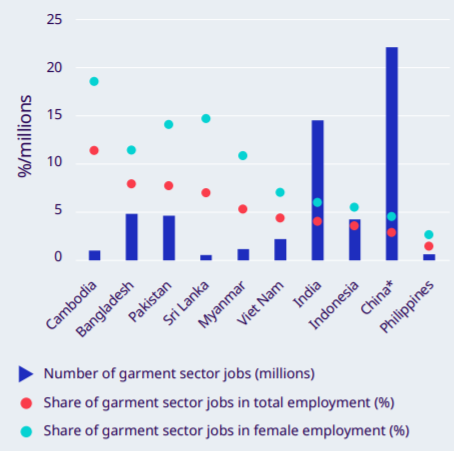 25
20
15
10
5
0
%/millions
Cambodia
Bangladesh
Pakistan
Sri Lanka
Myanmar
Viet Nam
India
Indonesia
China*
Philippines
Number of garment sector jobs (millions)
Share of garment sector jobs in total employment (%)
Share of garment sector jobs in female employment (%)